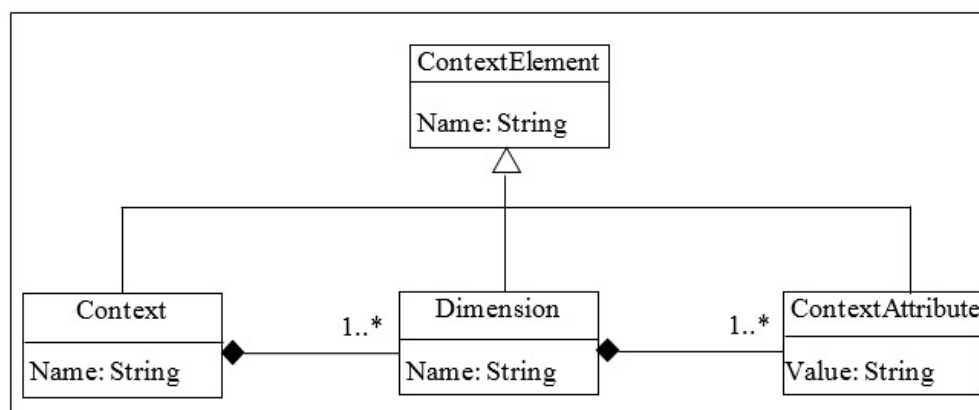 ContextElement
Name: String
Context
Name: String
1..*
Dimension
Name: String
1..*
ContextAttribute
Value: String